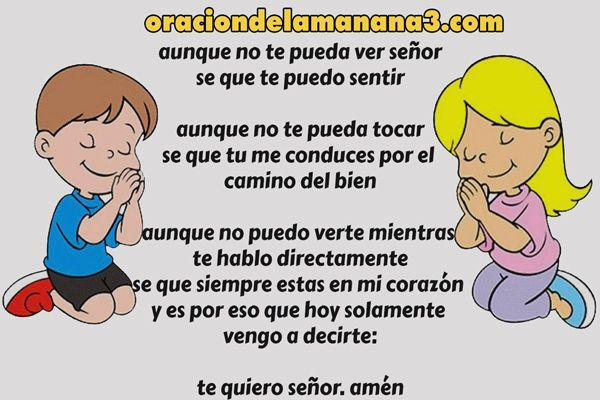 oraciondelamanana3.com
aunque no te pueda ver señor
se que te puedo sentir
aunque no te pueda tocar
se que tu me conduces por el
camino del bien
aunque no puedo verte mientras
te hablo directamente
se que siempre estas en mi corazón
y es por eso que hoy solamente
vengo a decirte:
te quiero señor. amén